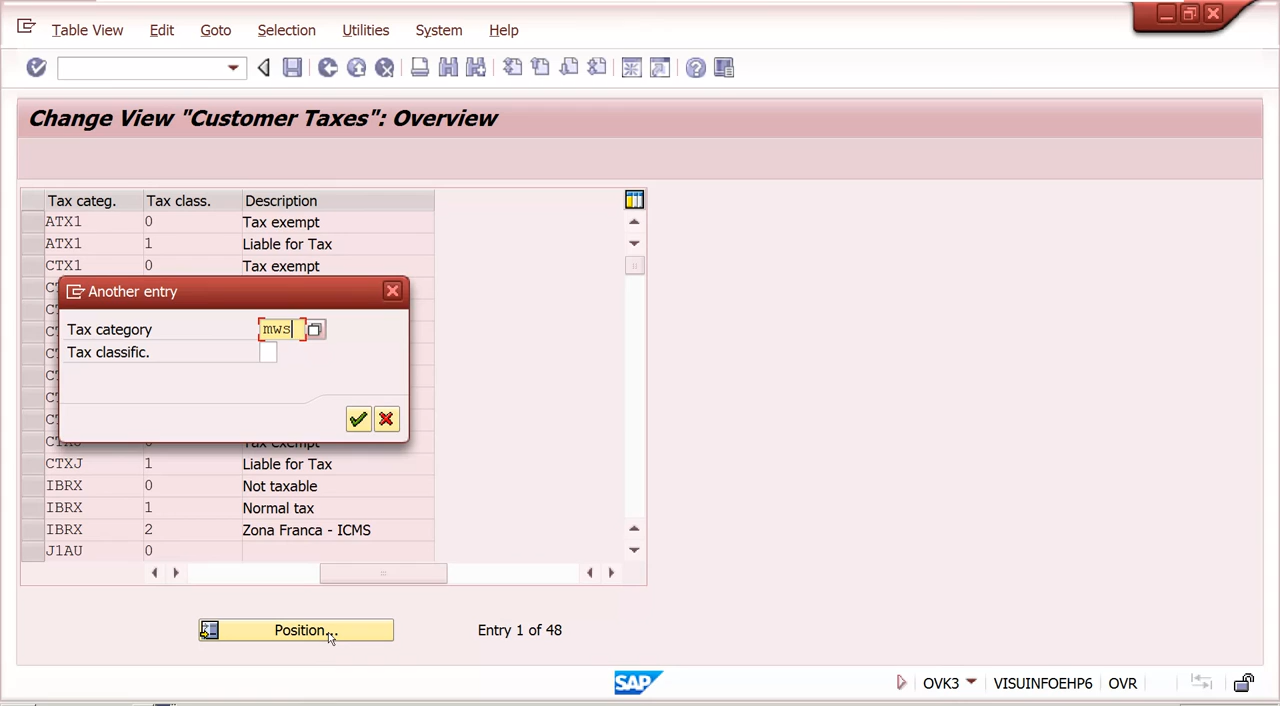 Table View Edit Goto Selection Utilities System Help
Change View "Customer Taxes": Overview
Tax categ. Tax class. Description
ATX1 0 Tax exempt
ATX1 1 Liable for Tax
CTX1 0 Tax exempt
Another entry
Tax category mws
Tax classific.
CTXJ 1 Liable for Tax
IBRX 0 Not taxable
IBRX 1 Normal tax
IBRX 2 Zona Franca - ICMS
J1AU 0
Position... Entry 1 of 48
SAP OVK3 VISUINFOEHP6 OVR